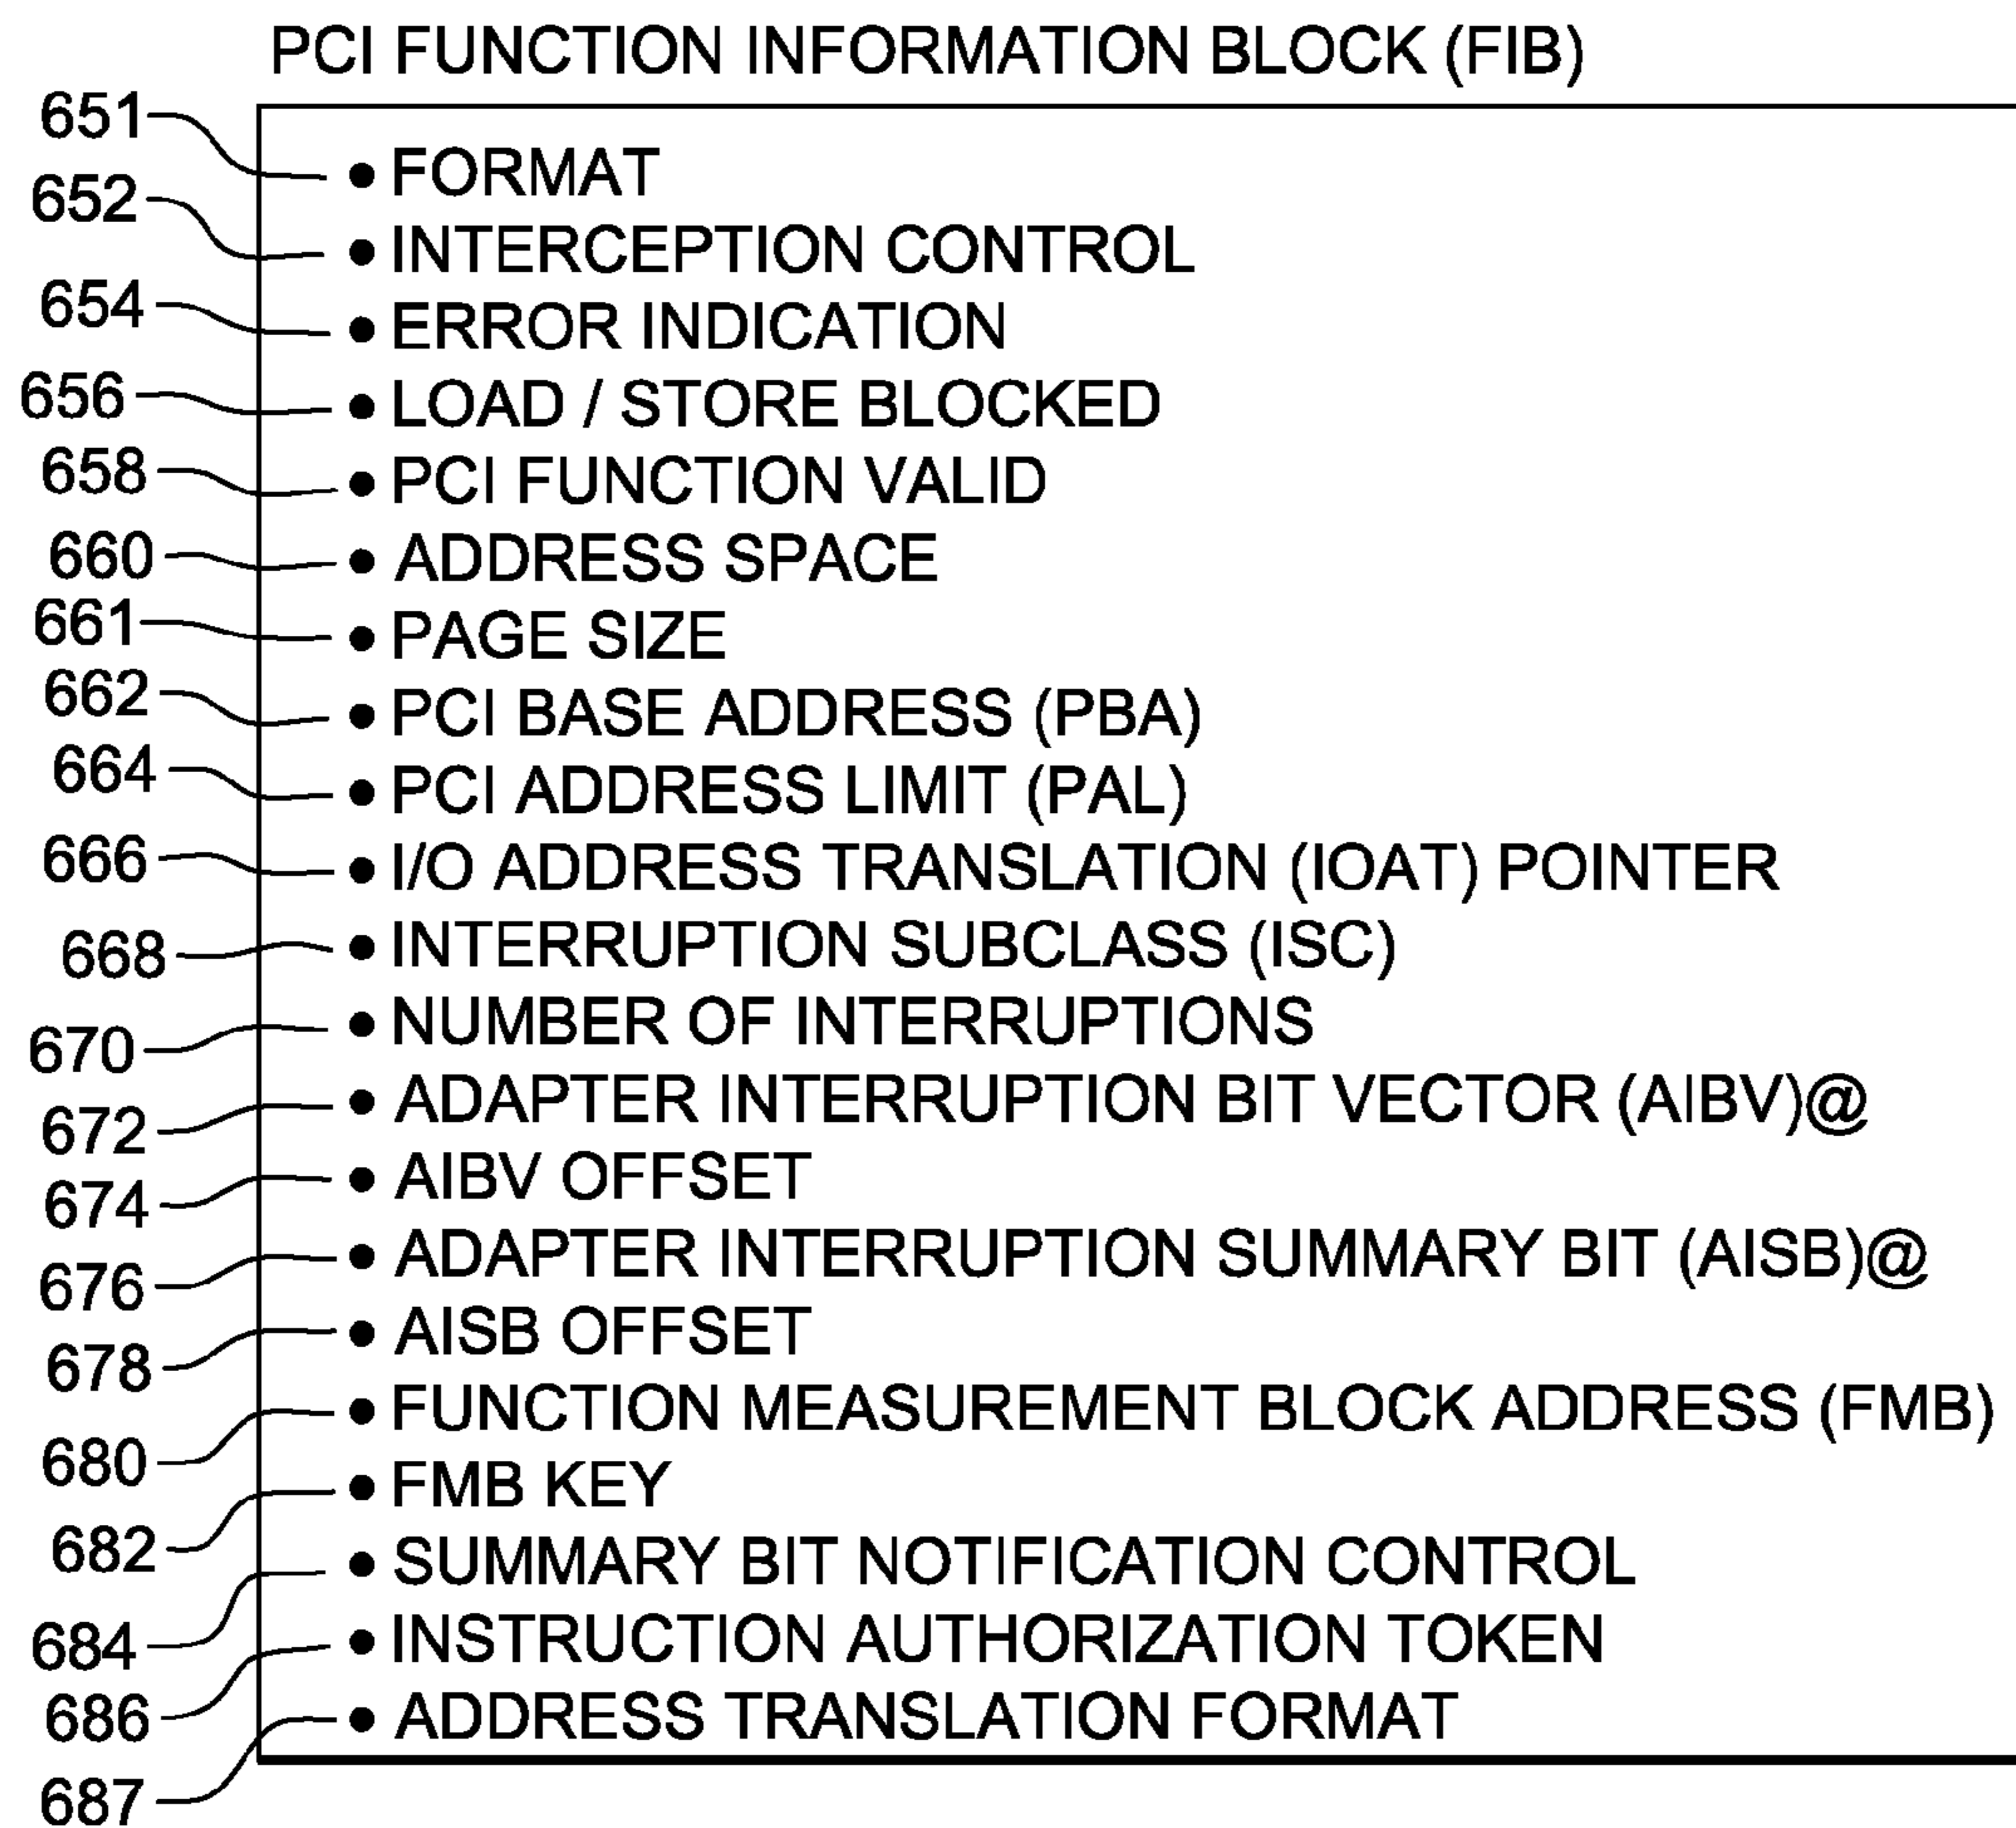 PCI FUNCTION INFORMATION BLOCK (FIB)
651 • FORMAT
652 • INTERCEPTION CONTROL
654 • ERROR INDICATION
656 • LOAD / STORE BLOCKED
658 • PCI FUNCTION VALID
660 • ADDRESS SPACE
661 • PAGE SIZE
662 • PCI BASE ADDRESS (PBA)
664 • PCI ADDRESS LIMIT (PAL)
666 • I/O ADDRESS TRANSLATION (IOAT) POINTER
668 • INTERRUPTION SUBCLASS (ISC)
670 • NUMBER OF INTERRUPTIONS
672 • ADAPTER INTERRUPTION BIT VECTOR (AIBV)@
674 • AIBV OFFSET
676 • ADAPTER INTERRUPTION SUMMARY BIT (AISB)@
678 • AISB OFFSET
680 • FUNCTION MEASUREMENT BLOCK ADDRESS (FMB)
682 • FMB KEY
684 • SUMMARY BIT NOTIFICATION CONTROL
686 • INSTRUCTION AUTHORIZATION TOKEN
687 • ADDRESS TRANSLATION FORMAT